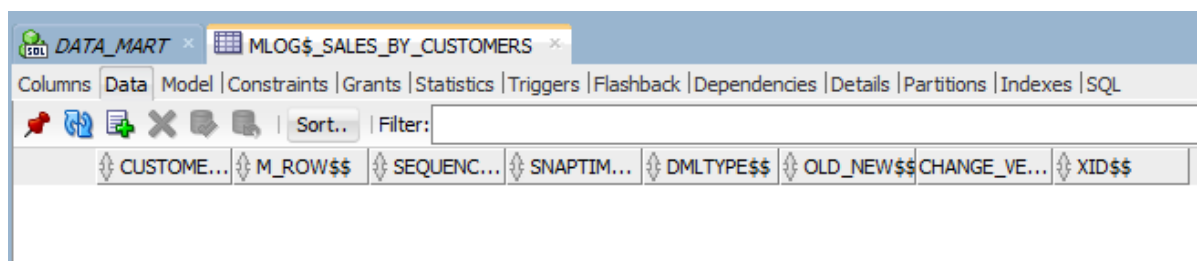 SQL DATA_MART × MLOG$_SALES_BY_CUSTOMERS ×
Columns Data Model |Constraints |Grants |Statistics |Triggers |Flashback |Dependencies |Details |Partitions |Indexes |SQL
Sort.. Filter:
CUSTOME... M_ROW$$ SEQUENC... SNAPTIM... DMLTYPE$$ OLD_NEW$$ CHANGE_VE... XID$$